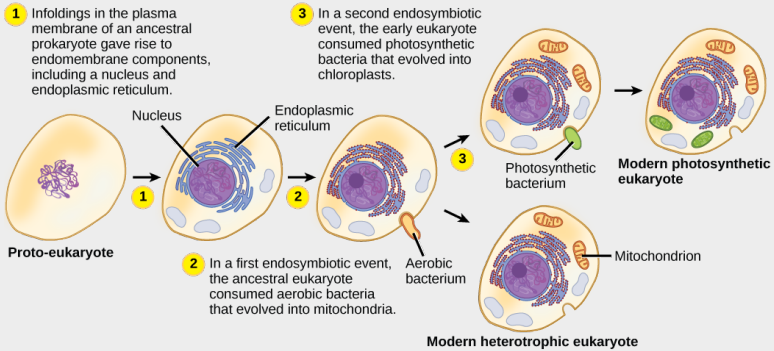 1 Infoldings in the plasma
membrane of an ancestral
prokaryote gave rise to
endomembrane components,
including a nucleus and
endoplasmic reticulum.
3 In a second endosymbiotic
event, the early eukaryote
consumed photosynthetic
bacteria that evolved into
chloroplasts.
Nucleus
Endoplasmic
reticulum
1
2
3
Photosynthetic
bacterium
Modern photosynthetic
eukaryote
Proto-eukaryote
2 In a first endosymbiotic event,
the ancestral eukaryote
consumed aerobic bacteria
that evolved into mitochondria.
Aerobic
bacterium
Mitochondrion
Modern heterotrophic eukaryote